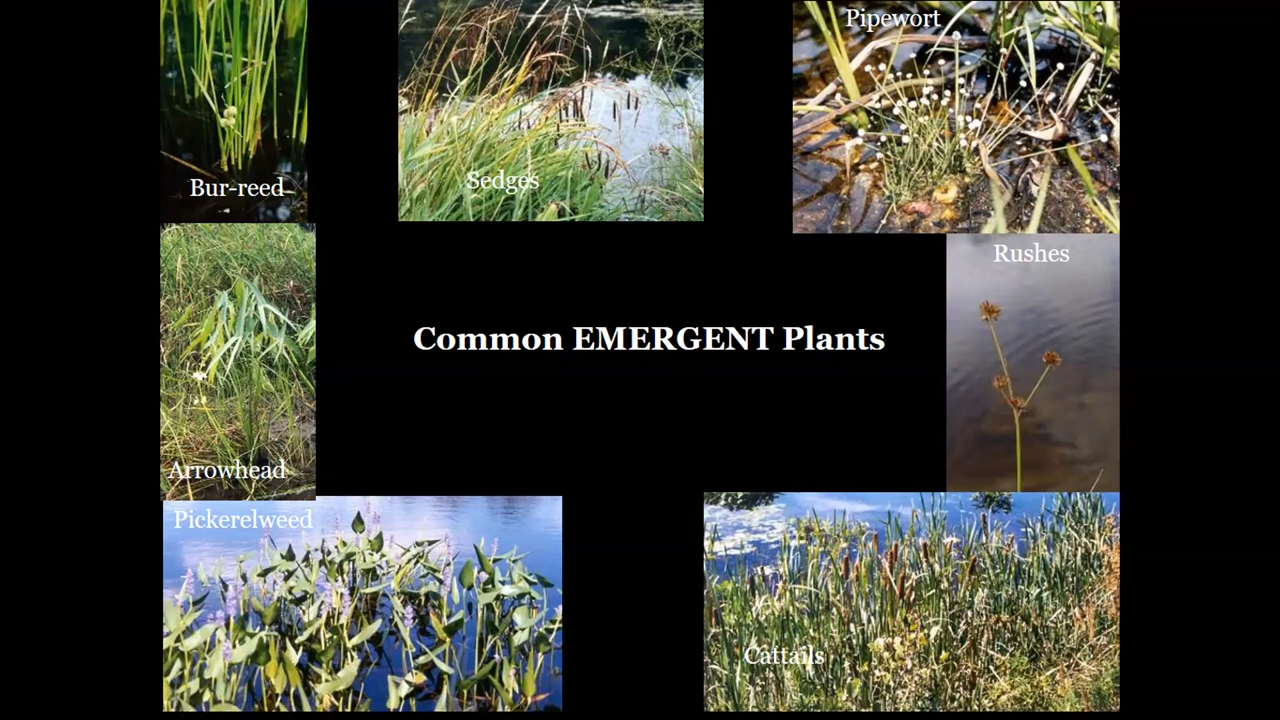 Pipewort
Bur-reed
Sedges
Rushes
Common EMERGENT Plants
Arrowhead
Pickerelweed
Cattails